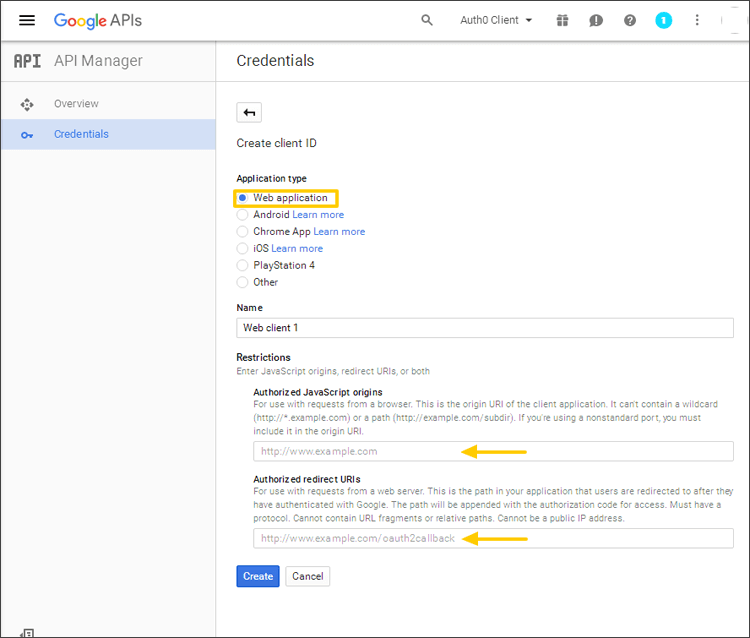 Google APIs
Auth0 Client
1
API API Manager
Credentials
Overview
Credentials
Create client ID
Application type
Web application
Android Learn more
Chrome App Learn more
iOS Learn more
PlayStation 4
Other
Name
Web client 1
Restrictions
Enter JavaScript origins, redirect URIs, or both
Authorized JavaScript origins
For use with requests from a browser. This is the origin URI of the client application. It can't contain a wildcard
(http://*.example.com) or a path (http://example.com/subdir). If you're using a nonstandard port, you must
include it in the origin URI.
http://www.example.com
Authorized redirect URIs
For use with requests from a web server. This is the path in your application that users are redirected to after they
have authenticated with Google. The path will be appended with the authorization code for access. Must have a
protocol. Cannot contain URL fragments or relative paths. Cannot be a public IP address.
http://www.example.com/oauth2callback
Create
Cancel